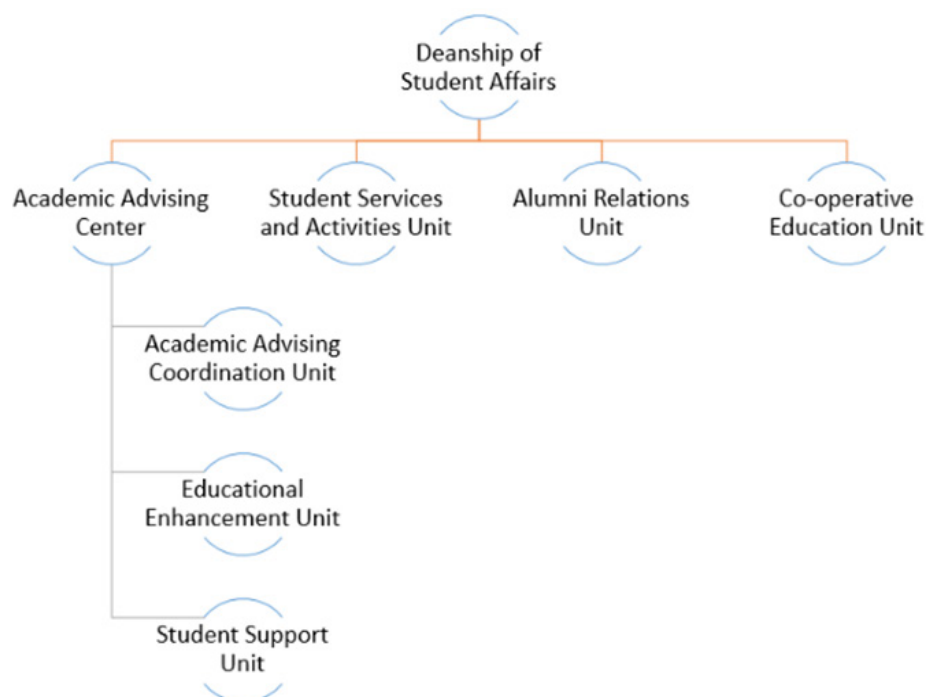 Deanship of
Student Affairs
Academic Advising
Center
Student Services
and Activities Unit
Alumni Relations
Unit
Co-operative
Education Unit
Academic Advising
Coordination Unit
Educational
Enhancement Unit
Student Support
Unit